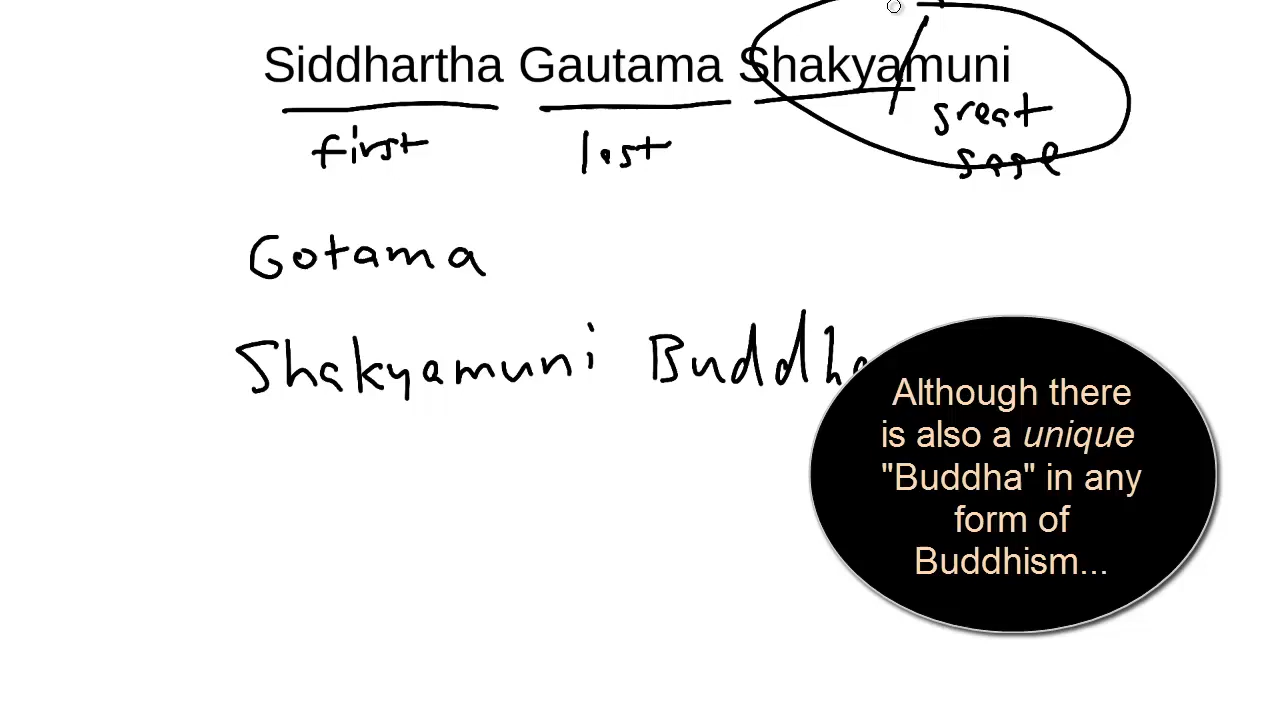 Siddhartha Gautama Shakyamuni
first last great
sage
Gotama
Shakyamuni Buddha
Although there
is also a unique
"Buddha" in any
form of
Buddhism...